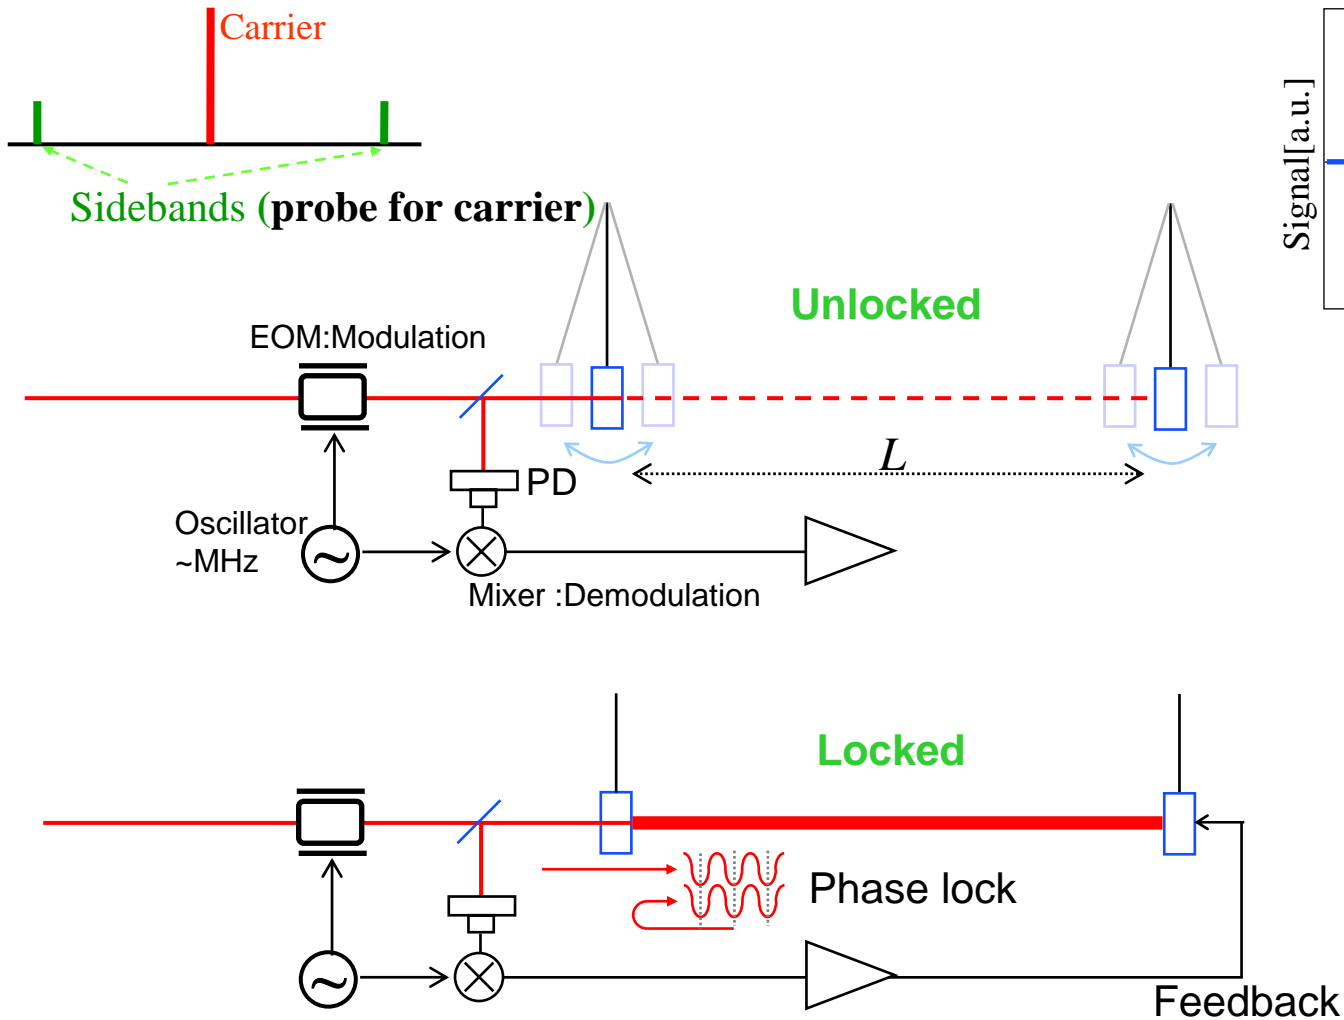 Carrier
Sidebands (probe for carrier)
Signal[a.u.]
Unlocked
EOM:Modulation
L
PD
Oscillator
~MHz
Mixer :Demodulation
Locked
Phase lock
Feedback